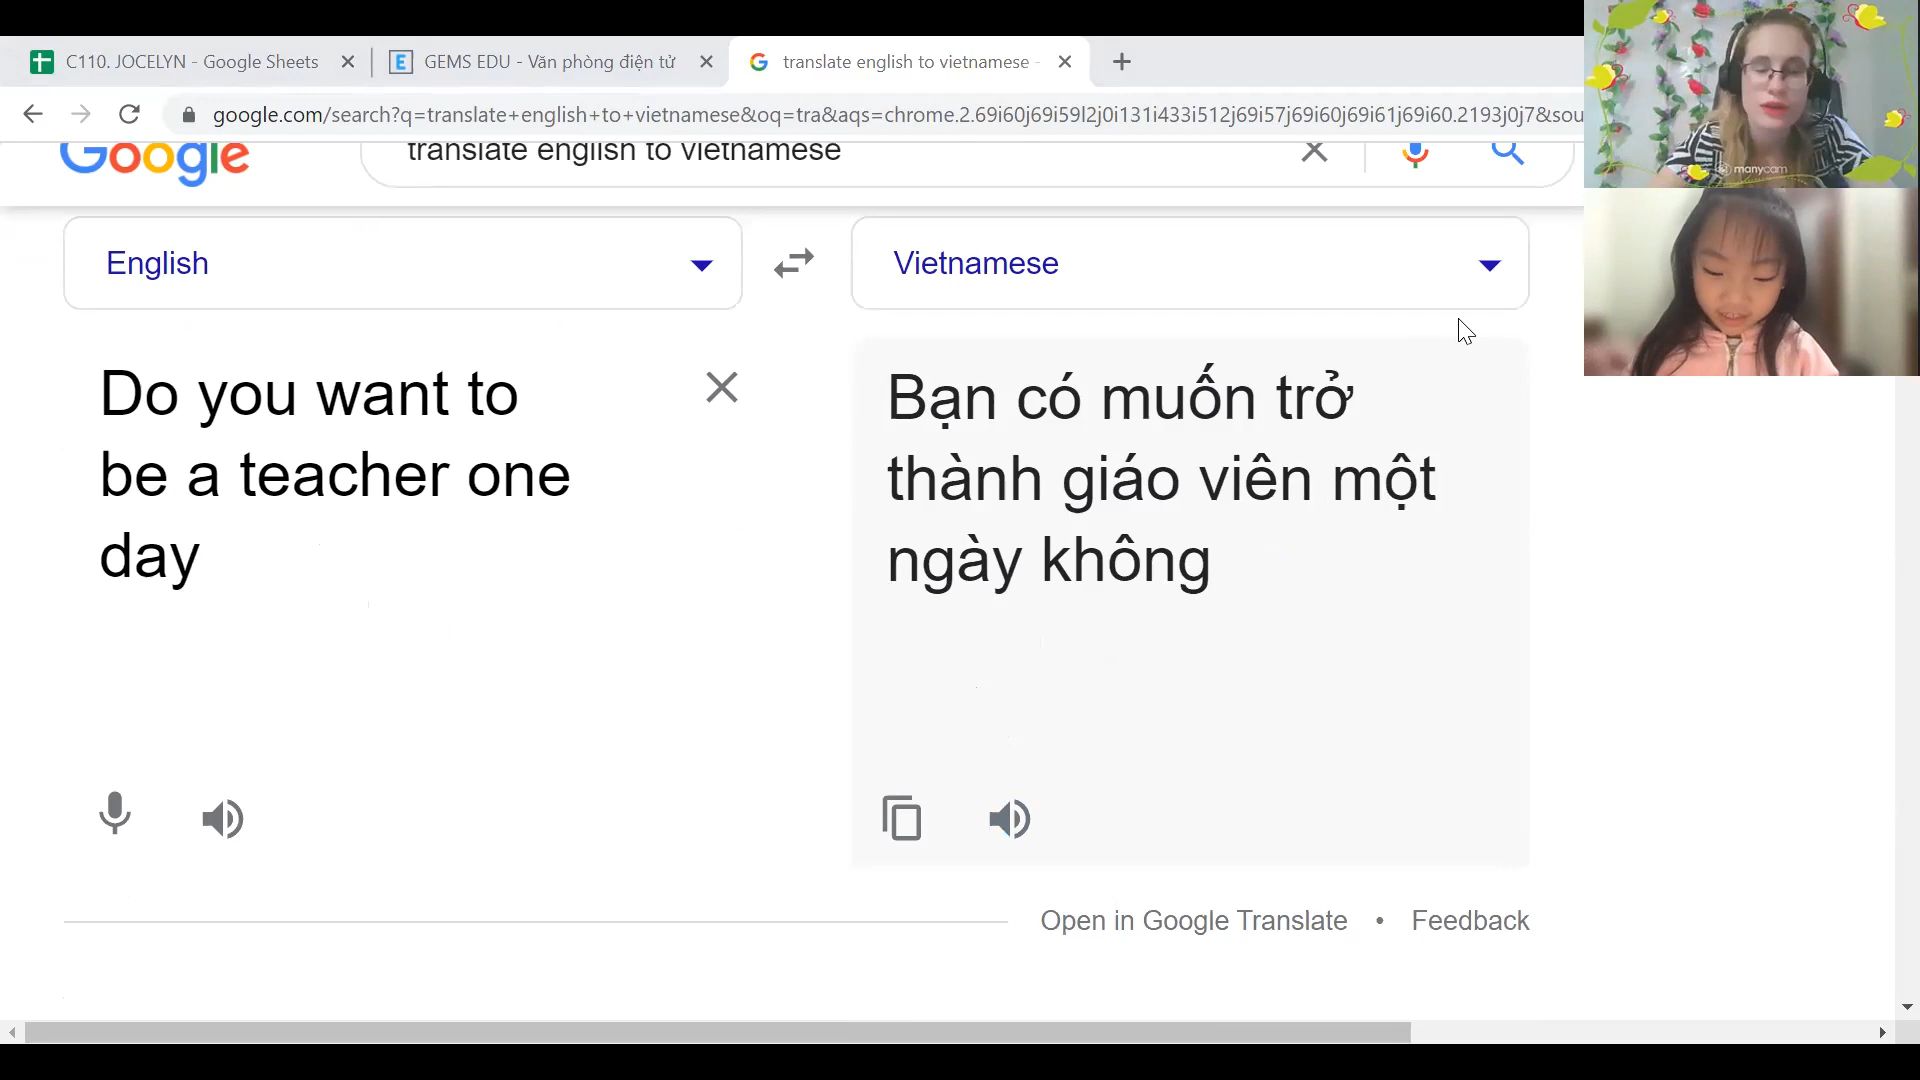 C110. JOCELYN - Google Sheets
GEMS EDU - Văn phòng điện tử
translate english to vietnamese -
google.com/search?q=translate+english+to+vietnamese&oq=tra&aqs=chrome.2.69i60j69i59l2j0i131i433i512j69i57j69i60j69i61j69i60.2193j0j7&sou
Google
translate english to vietnamese
manycam
English
Vietnamese
Do you want to
be a teacher one
day
Bạn có muốn trở
thành giáo viên một
ngày không
Open in Google Translate • Feedback